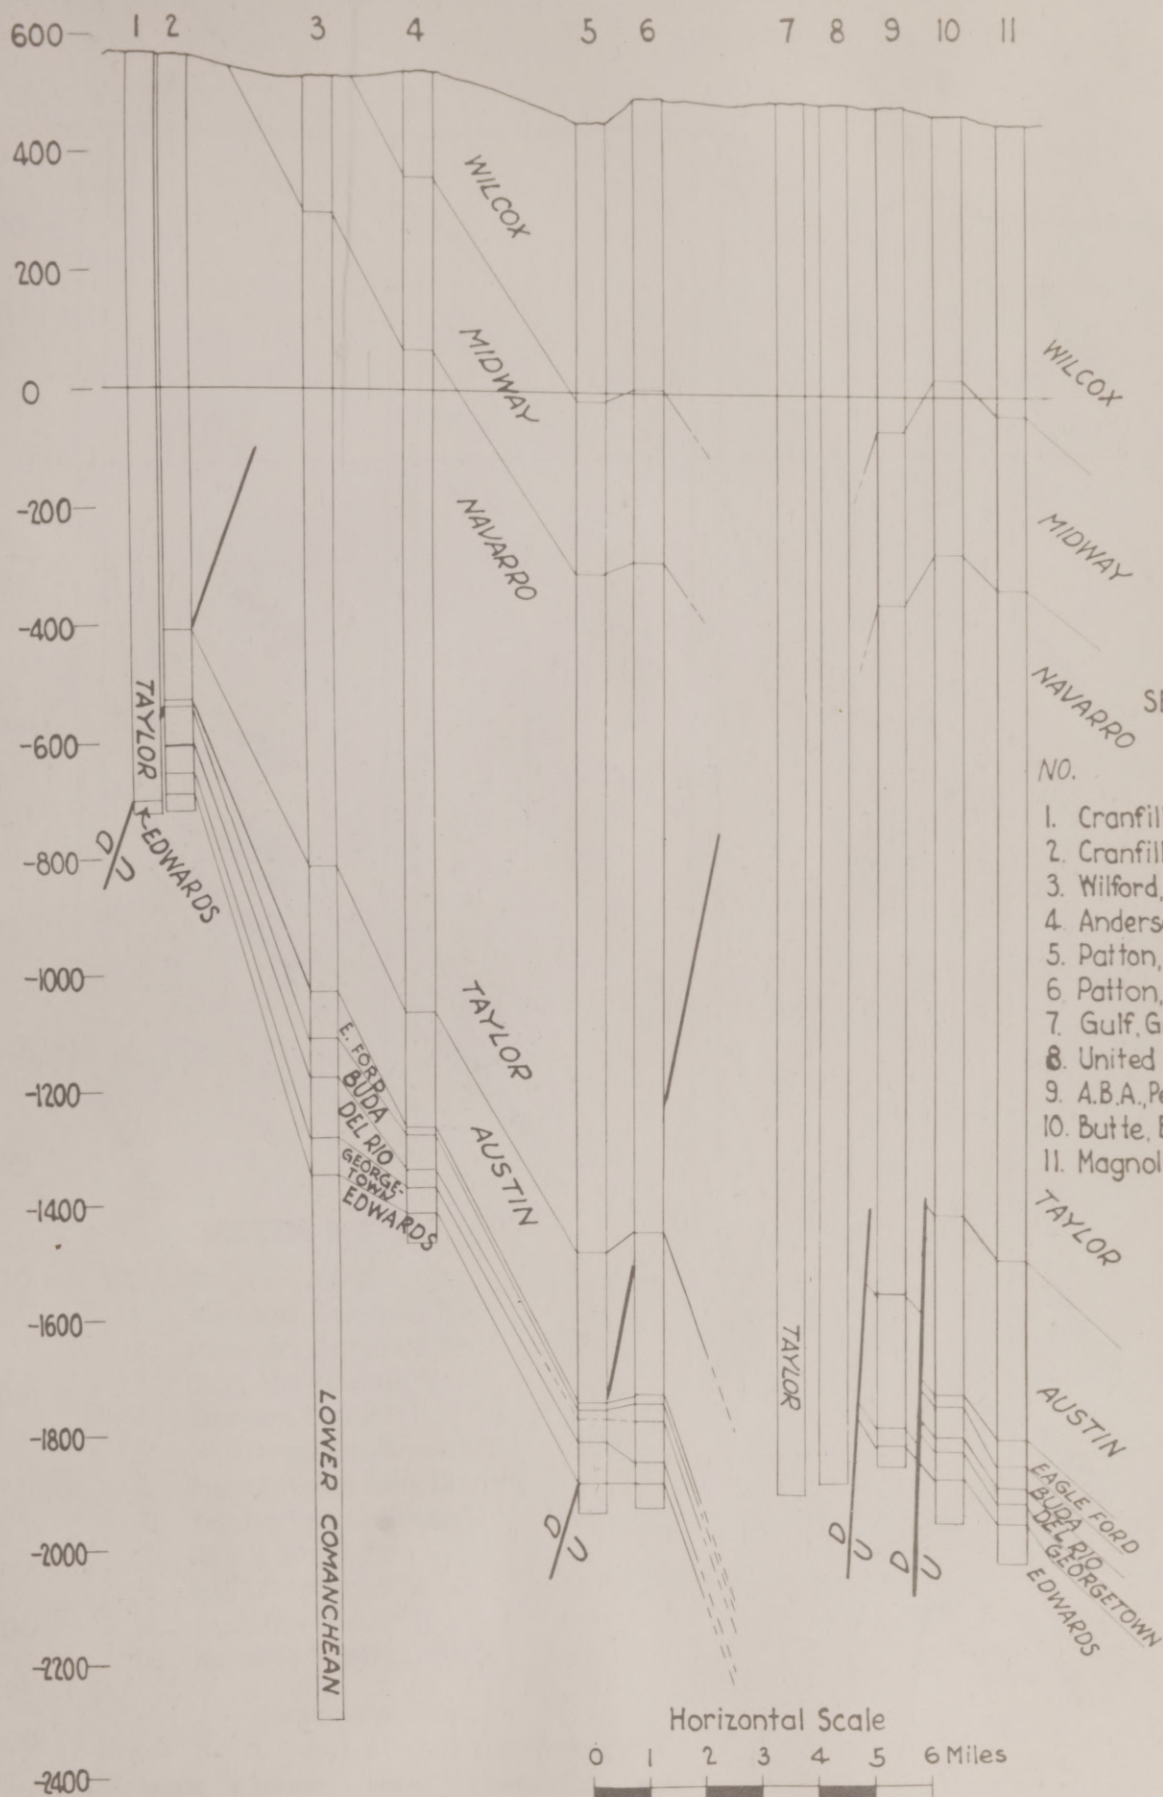 1 2 3 4 5 6 7 8 9 10 11
600
400
200
0
-200
-400
-600
-800
-1000
-1200
-1400
-1600
-1800
-2000
-2200
-2400
WILCOX
MIDWAY
NAVARRO
TAYLOR
EDWARDS
D U
E. FORD
BUDA
DEL RIO
GEORGE-
TOWN
EDWARDS
LOWER COMANCHEAN
TAYLOR
AUSTIN
D U
TAYLOR
D U
D U
WILCOX
MIDWAY
NAVARRO
NO.
1. Cranfil
2. Cranfill
3. Wilford,
4. Anders
5. Patton,
6. Patton,
7. Gulf, G
8. United
9. A.B.A., Pe
10. Butte,
11. Magnol
TAYLOR
AUSTIN
EAGLE FORD
BUDA
DEL RIO
GEORGETOWN
EDWARDS
Horizontal Scale
0 1 2 3 4 5 6 Miles